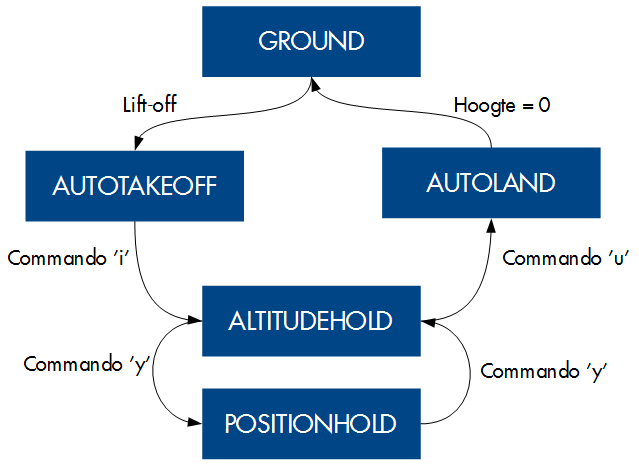 GROUND
Lift-off
Hoogte = 0
AUTOTAKEOFF
AUTOLAND
Commando 'i'
Commando 'u'
ALTITUDEHOLD
Commando 'y'
Commando 'y'
POSITIONHOLD